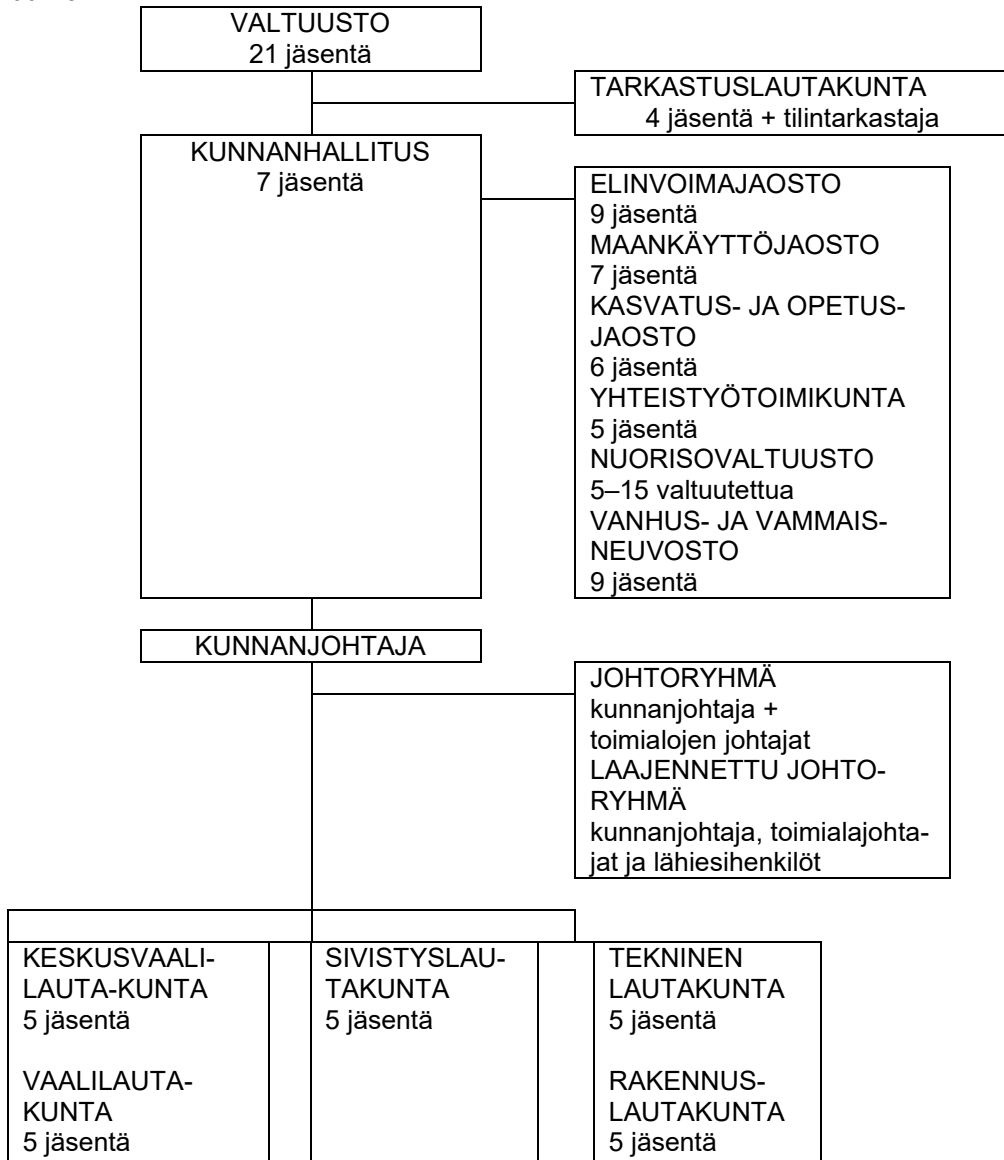 VALTUUSTO
21 jäsentä
TARKASTUSLAUTAKUNTA
4 jäsentä + tilintarkastaja
KUNNANHALLITUS
7 jäsentä
ELINVOIMAJAOSTO
9 jäsentä
MAANKÄYTTÖJAOSTO
7 jäsentä
KASVATUS- JA OPETUS-
JAOSTO
6 jäsentä
YHTEISTYÖTOIMIKUNTA
5 jäsentä
NUORISOVALTUUSTO
5–15 valtuutettua
VANHUS- JA VAMMAIS-
NEUVOSTO
9 jäsentä
KUNNANJOHTAJA
JOHTORYHMÄ
kunnanjohtaja +
toimialojen johtajat
LAAJENNETTU JOHTO-
RYHMÄ
kunnanjohtaja, toimialajohta-
jat ja lähiesihenkilöt
KESKUSVAALI-
LAUTA-KUNTA
5 jäsentä
VAALILAUTA-
KUNTA
5 jäsentä
SIVISTYSLAU-
TAKUNTA
5 jäsentä
TEKNINEN
LAUTAKUNTA
5 jäsentä
RAKENNUS-
LAUTAKUNTA
5 jäsentä